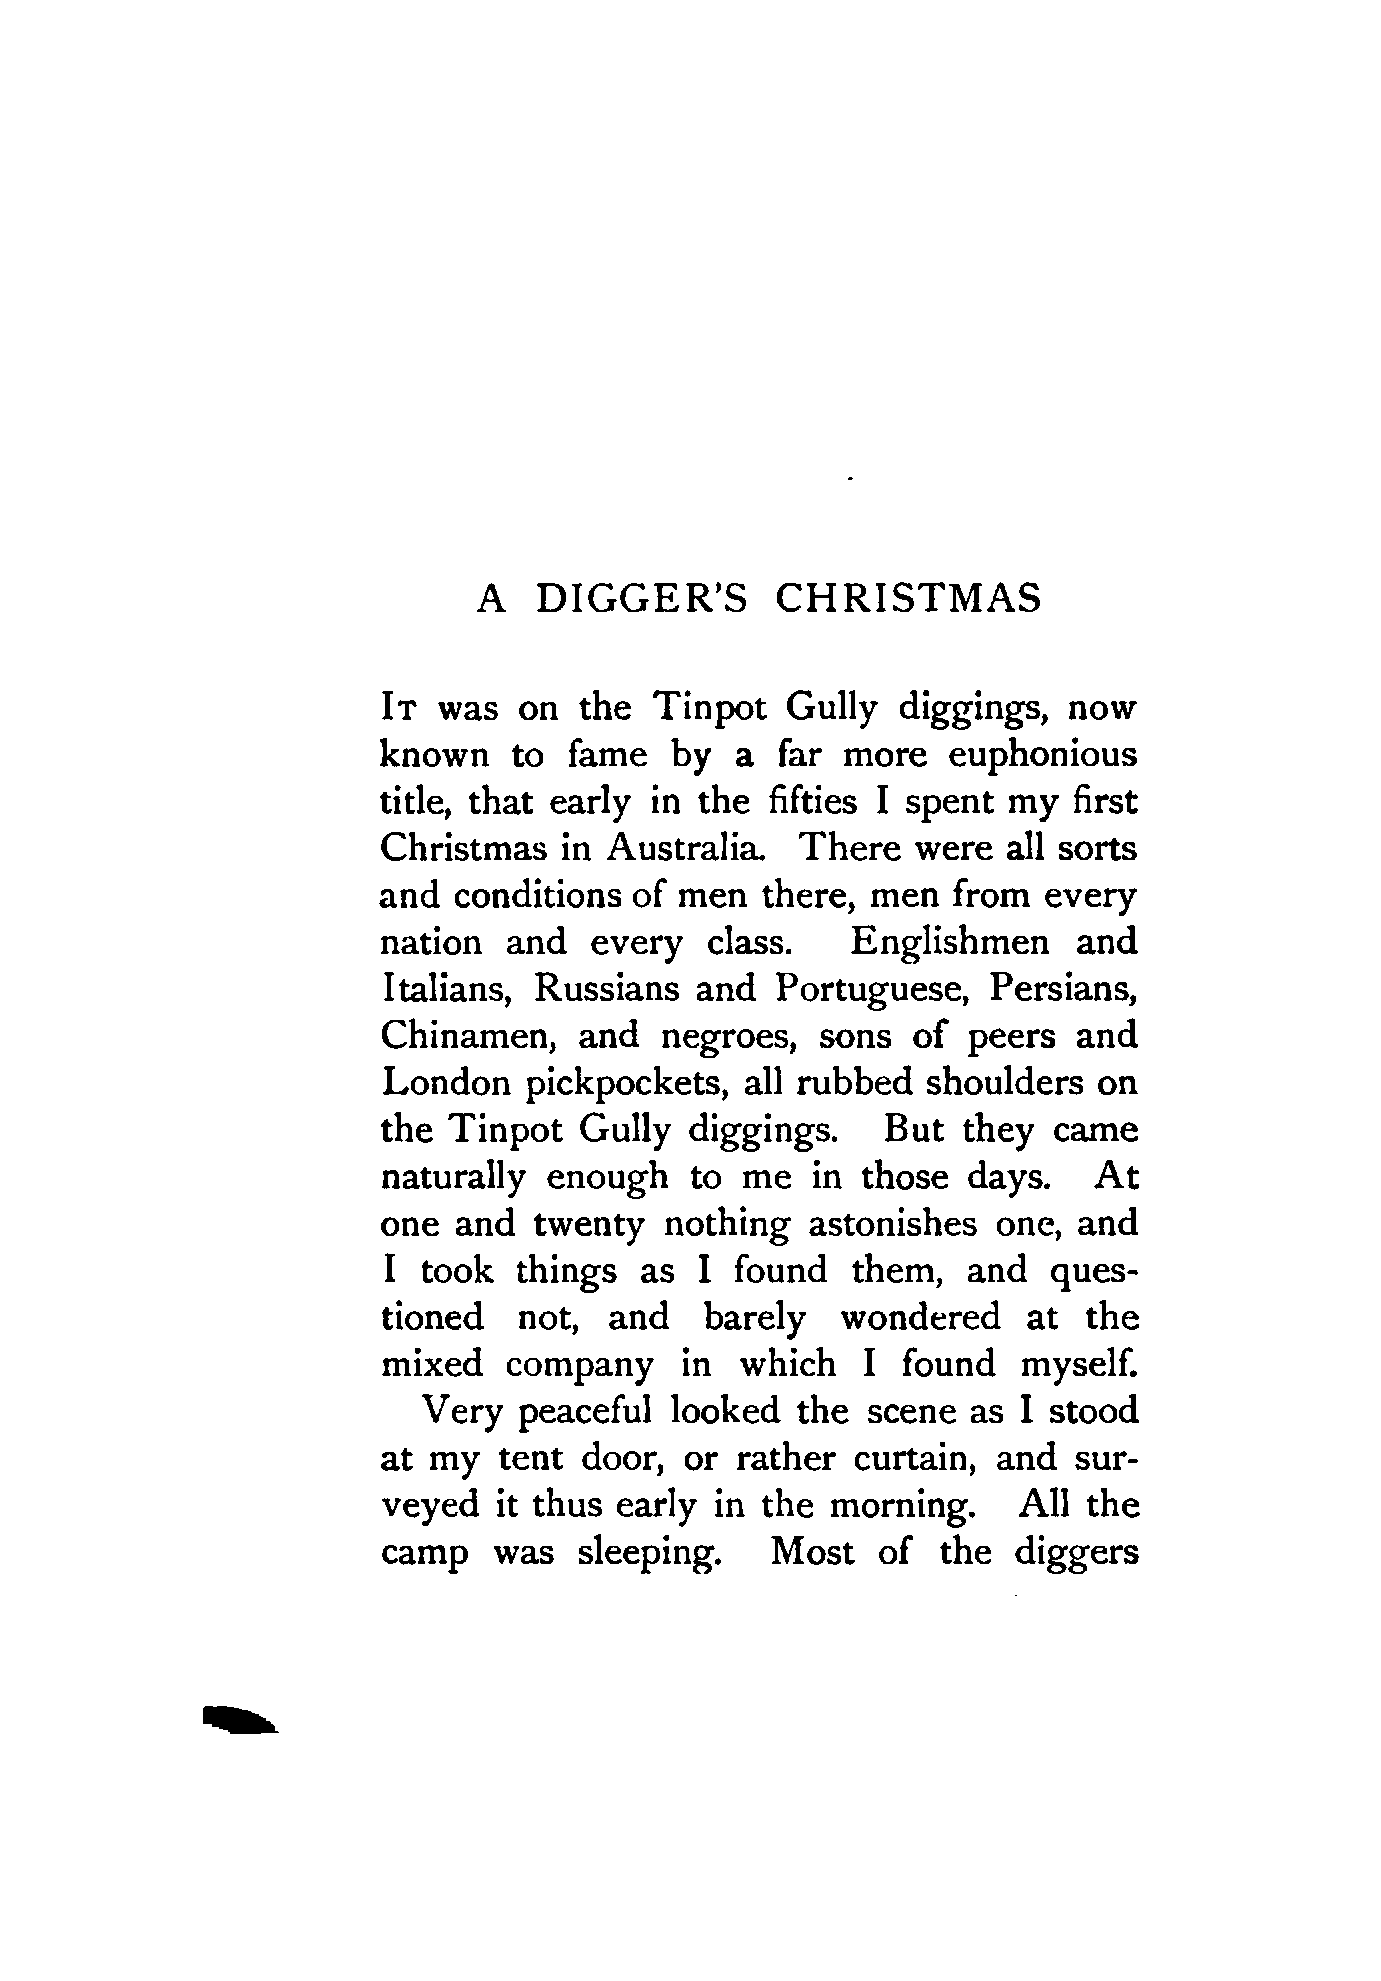 A DIGGER'S CHRISTMAS
IT was on the Tinpot Gully diggings, now
known to fame by a far more euphonious
title, that early in the fifties I spent my first
Christmas in Australia. There were all sorts
and conditions of men there, men from every
nation and every class. Englishmen and
Italians, Russians and Portuguese, Persians,
Chinamen, and negroes, sons of peers and
London pickpockets, all rubbed shoulders on
the Tinpot Gully diggings. But they came
naturally enough to me in those days. At
one and twenty nothing astonishes one, and
I took things as I found them, and ques-
tioned not, and barely wondered at the
mixed company in which I found myself.
Very peaceful looked the scene as I stood
at my tent door, or rather curtain, and sur-
veyed it thus early in the morning. All the
camp was sleeping. Most of the diggers